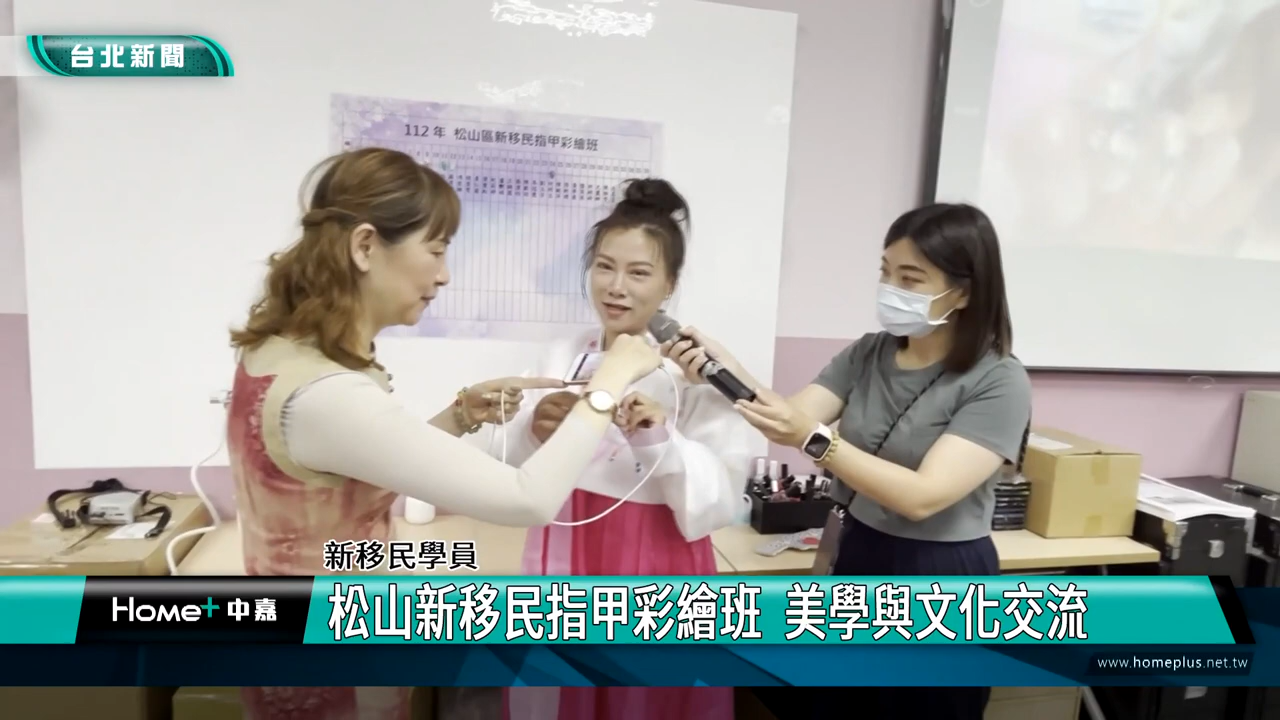 台北新聞
112年 松山區新移民指甲彩繪班
新移民學員
Home+中嘉
松山新移民指甲彩繪班 美學與文化交流
www.homeplus.net.tw